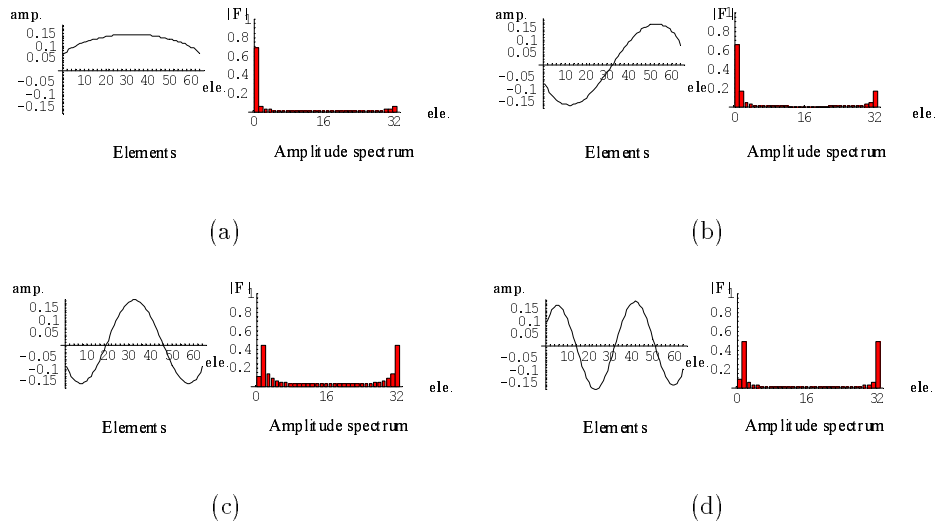 amp.
0.15
0.1
0.05
-0.05
-0.1
-0.15
10 20 30 40 50 60
ele.
Elements
|F|
1
0.8
0.6
0.4
0.2
0 16 32
ele.
Amplitude spectrum
(a)
amp.
0.15
0.1
0.05
-0.05
-0.1
-0.15
10 20 30 40 50 60
ele.
Elements
|F|
1
0.8
0.6
0.4
0.2
0 16 32
ele.
Amplitude spectrum
(b)
amp.
0.15
0.1
0.05
-0.05
-0.1
-0.15
10 20 30 40 50 60
ele.
Elements
|F|
1
0.8
0.6
0.4
0.2
0 16 32
ele.
Amplitude spectrum
(c)
amp.
0.15
0.1
0.05
-0.05
-0.1
-0.15
10 20 30 40 50 60
ele.
Elements
|F|
1
0.8
0.6
0.4
0.2
0 16 32
ele.
Amplitude spectrum
(d)